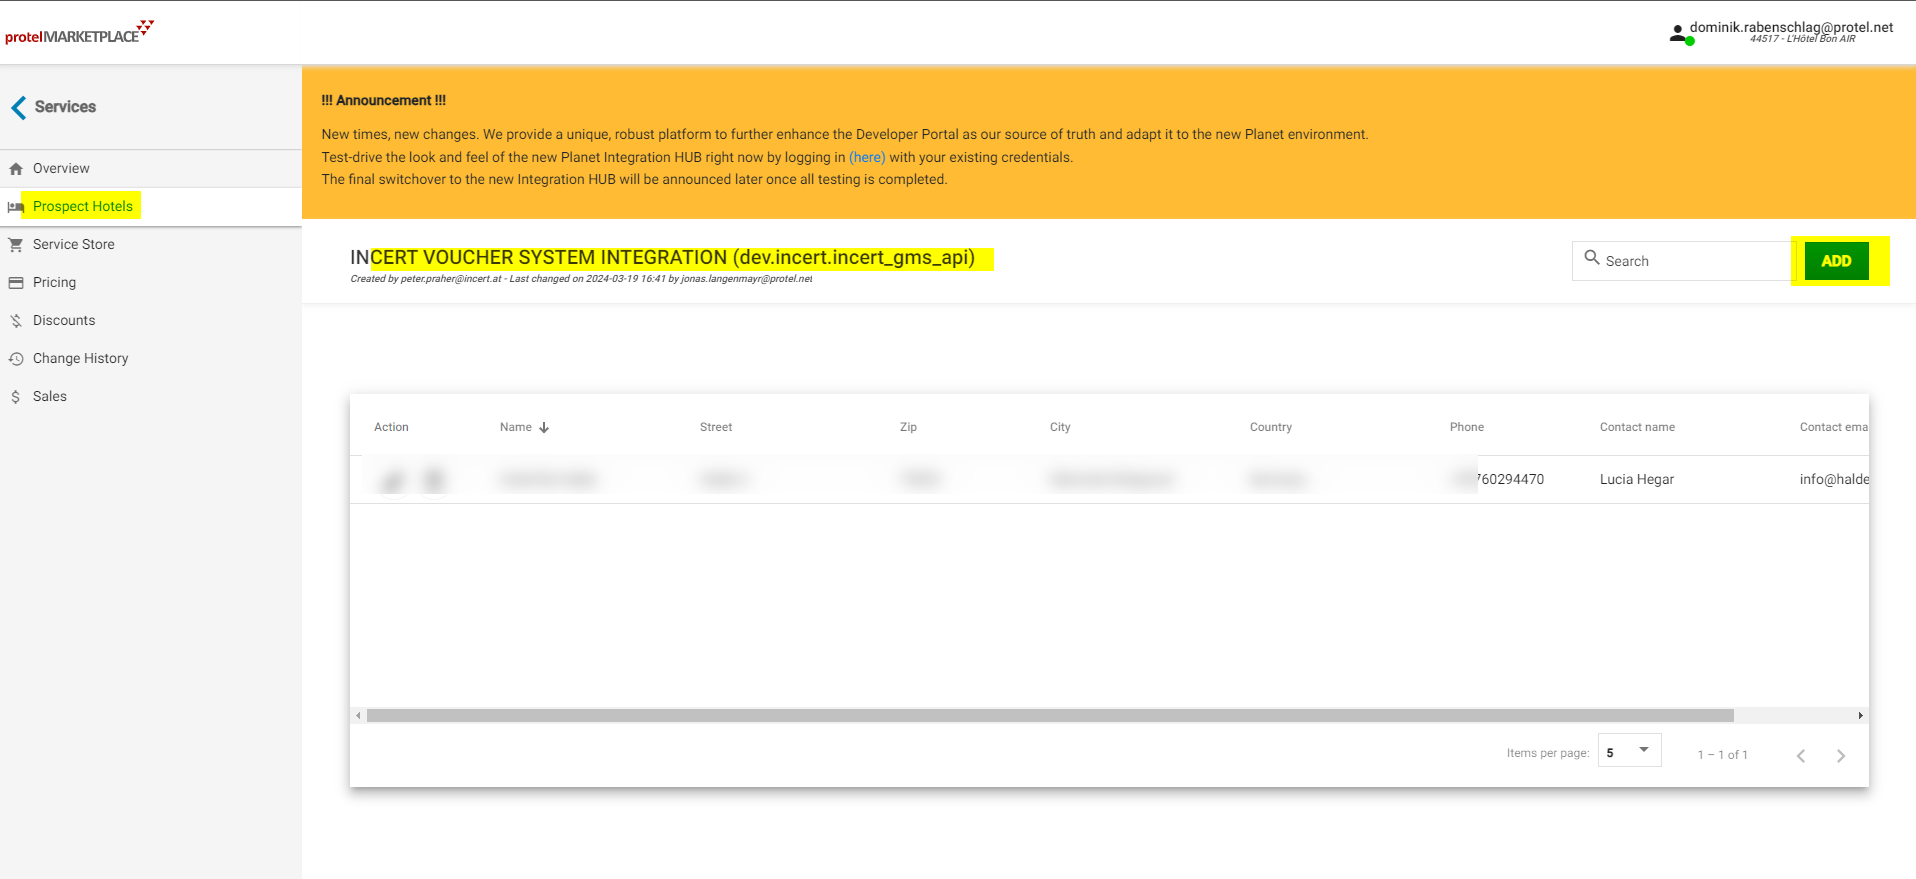 protelMARKETPLACE
dominik.rabenschlag@protel.net
44517 - L'Hôtel Bon AIR
Services
Overview
Prospect Hotels
Service Store
Pricing
Discounts
Change History
Sales
!!! Announcement !!!
New times, new changes. We provide a unique, robust platform to further enhance the Developer Portal as our source of truth and adapt it to the new Planet environment.
Test-drive the look and feel of the new Planet Integration HUB right now by logging in (here) with your existing credentials.
The final switchover to the new Integration HUB will be announced later once all testing is completed.
INCERT VOUCHER SYSTEM INTEGRATION (dev.incert.incert_gms_api)
Created by peter.praher@incert.at - Last changed on 2024-03-19 16:41 by jonas.langenmayr@protel.net
Search
ADD
Action Name Street Zip City Country Phone Contact name Contact ema
760294470 Lucia Hegar info@halde
Items per page: 5 1 – 1 of 1